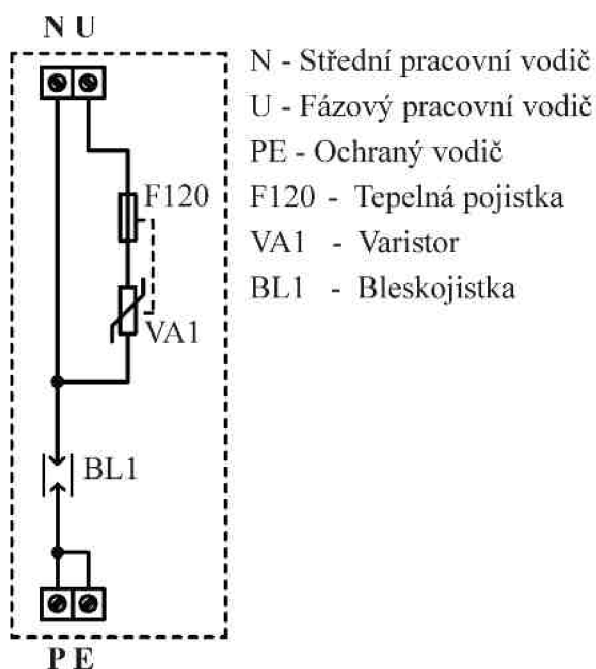 N U
N - Střední pracovní vodič
U - Fázový pracovní vodič
PE - Ochraný vodič
F120 - Tepelná pojistka
VA1 - Varistor
BL1 - Bleskojistka
F120
VA1
BL1
P E